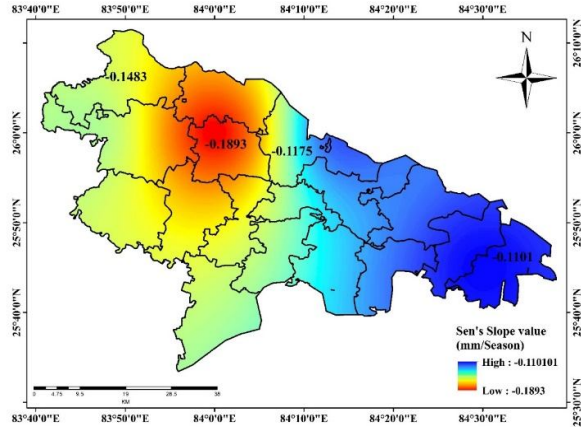 83°40'0"E 83°50'0"E 84°0'0"E 84°10'0"E 84°20'0"E 84°30'0"E
26°10'0"N
26°10'0"N
N
-0.1483
26°0'0"N
26°0'0"N
-0.1893
-0.1175
25°50'0"N
25°50'0"N
-0.1101
25°40'0"N
25°40'0"N
Sen's Slope value
(mm/Season)
High : -0.110101
Low : -0.1893
0 4.75 9.5 19 28.5 38
KM
25°30'0"N
83°40'0"E 83°50'0"E 84°0'0"E 84°10'0"E 84°20'0"E 84°30'0"E